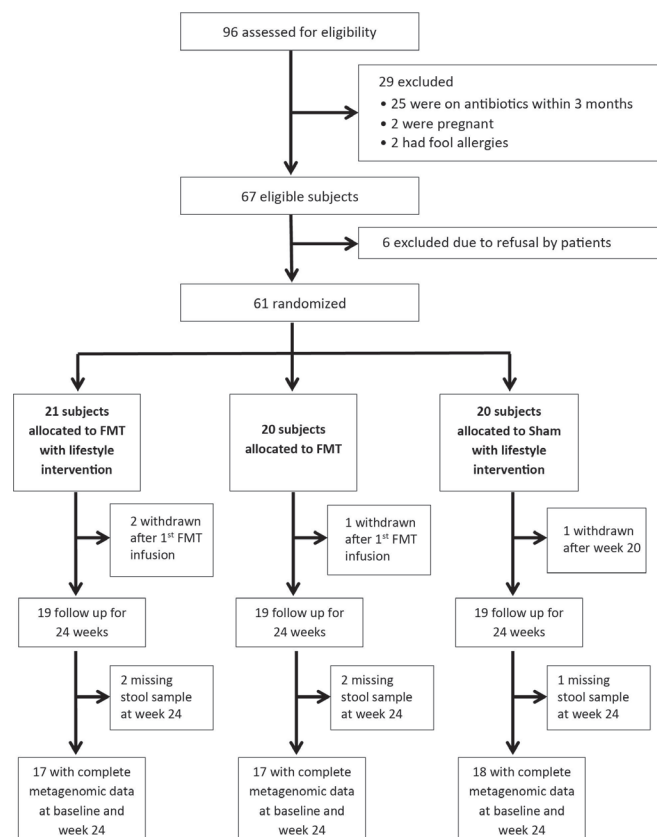 96 assessed for eligibility
29 excluded
• 25 were on antibiotics within 3 months
• 2 were pregnant
• 2 had fool allergies
67 eligible subjects
6 excluded due to refusal by patients
61 randomized
21 subjects
allocated to FMT
with lifestyle
intervention
20 subjects
allocated to FMT
20 subjects
allocated to Sham
with lifestyle
intervention
2 withdrawn
after 1st FMT
infusion
1 withdrawn
after 1st FMT
infusion
1 withdrawn
after week 20
19 follow up for
24 weeks
19 follow up for
24 weeks
19 follow up for
24 weeks
2 missing
stool sample
at week 24
2 missing
stool sample
at week 24
1 missing
stool sample
at week 24
17 with complete
metagenomic data
at baseline and
week 24
17 with complete
metagenomic data
at baseline and
week 24
18 with complete
metagenomic data
at baseline and
week 24